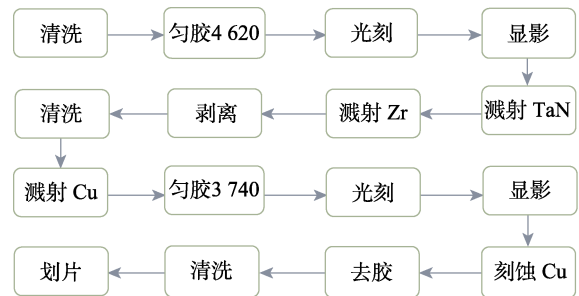 清洗
匀胶4 620
光刻
显影
溅射 TaN
溅射 Zr
剥离
清洗
溅射 Cu
匀胶3 740
光刻
显影
刻蚀 Cu
去胶
清洗
划片